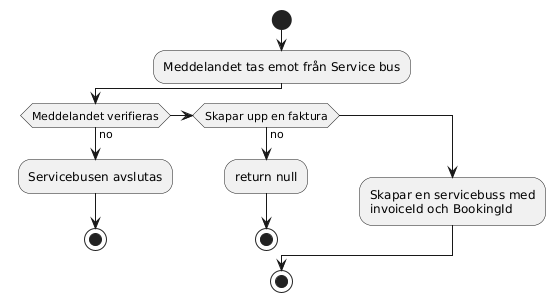 Meddelandet tas emot från Service bus
Meddelandet verifieras
Skapar upp en faktura
no
no
Servicebusen avslutas
return null
Skapar en servicebuss med
invoiceId och BookingId